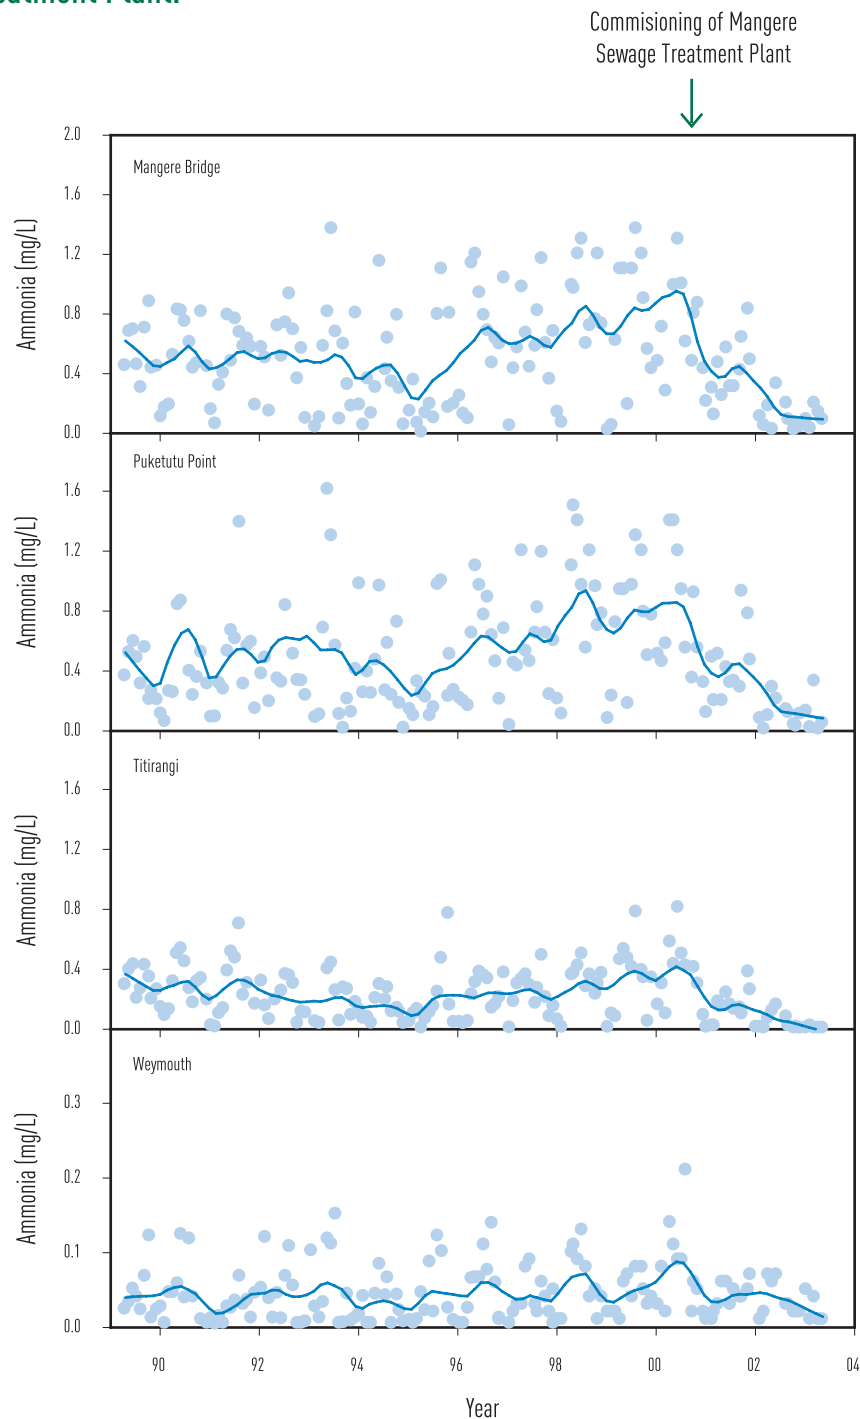 Commisioning of Mangere
Sewage Treatment Plant
2.0
Mangere Bridge
1.6
1.2
Ammonia (mg/L)
0.8
0.4
0.0
Puketutu Point
1.6
1.2
Ammonia (mg/L)
0.8
0.4
0.0
Titirangi
1.6
1.2
Ammonia (mg/L)
0.8
0.4
0.0
Weymouth
0.3
Ammonia (mg/L)
0.2
0.1
0.0
90 92 94 96 98 00 02 04
Year